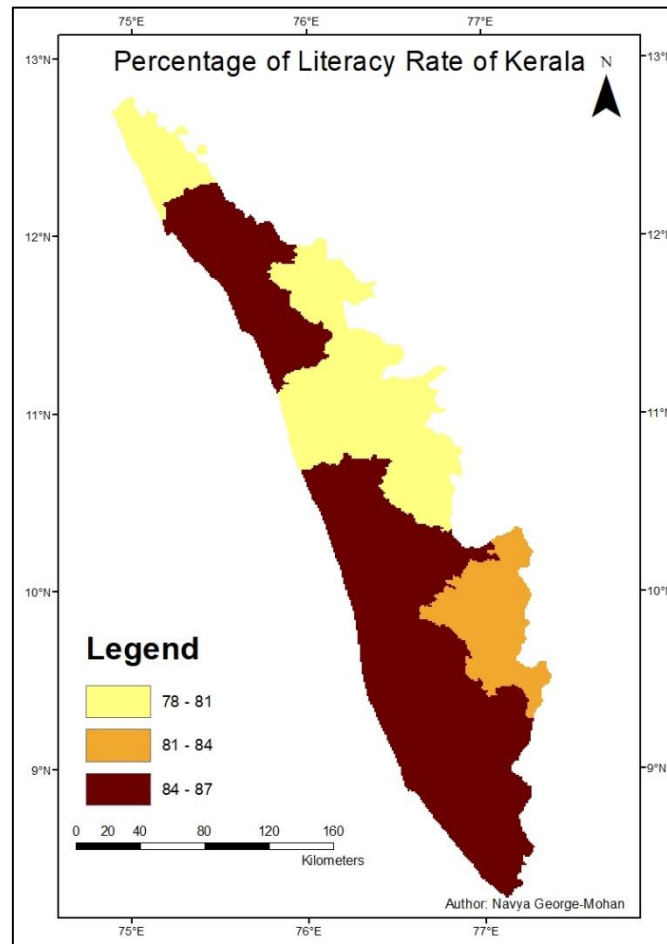 75°E 76°E 77°E
13°N 13°N
Percentage of Literacy Rate of Kerala N
12°N 12°N
11°N 11°N
10°N 10°N
Legend
78 - 81
81 - 84
84 - 87
9°N 9°N
0 20 40 80 120 160
Kilometers
Author: Navya George-Mohan
75°E 76°E 77°E